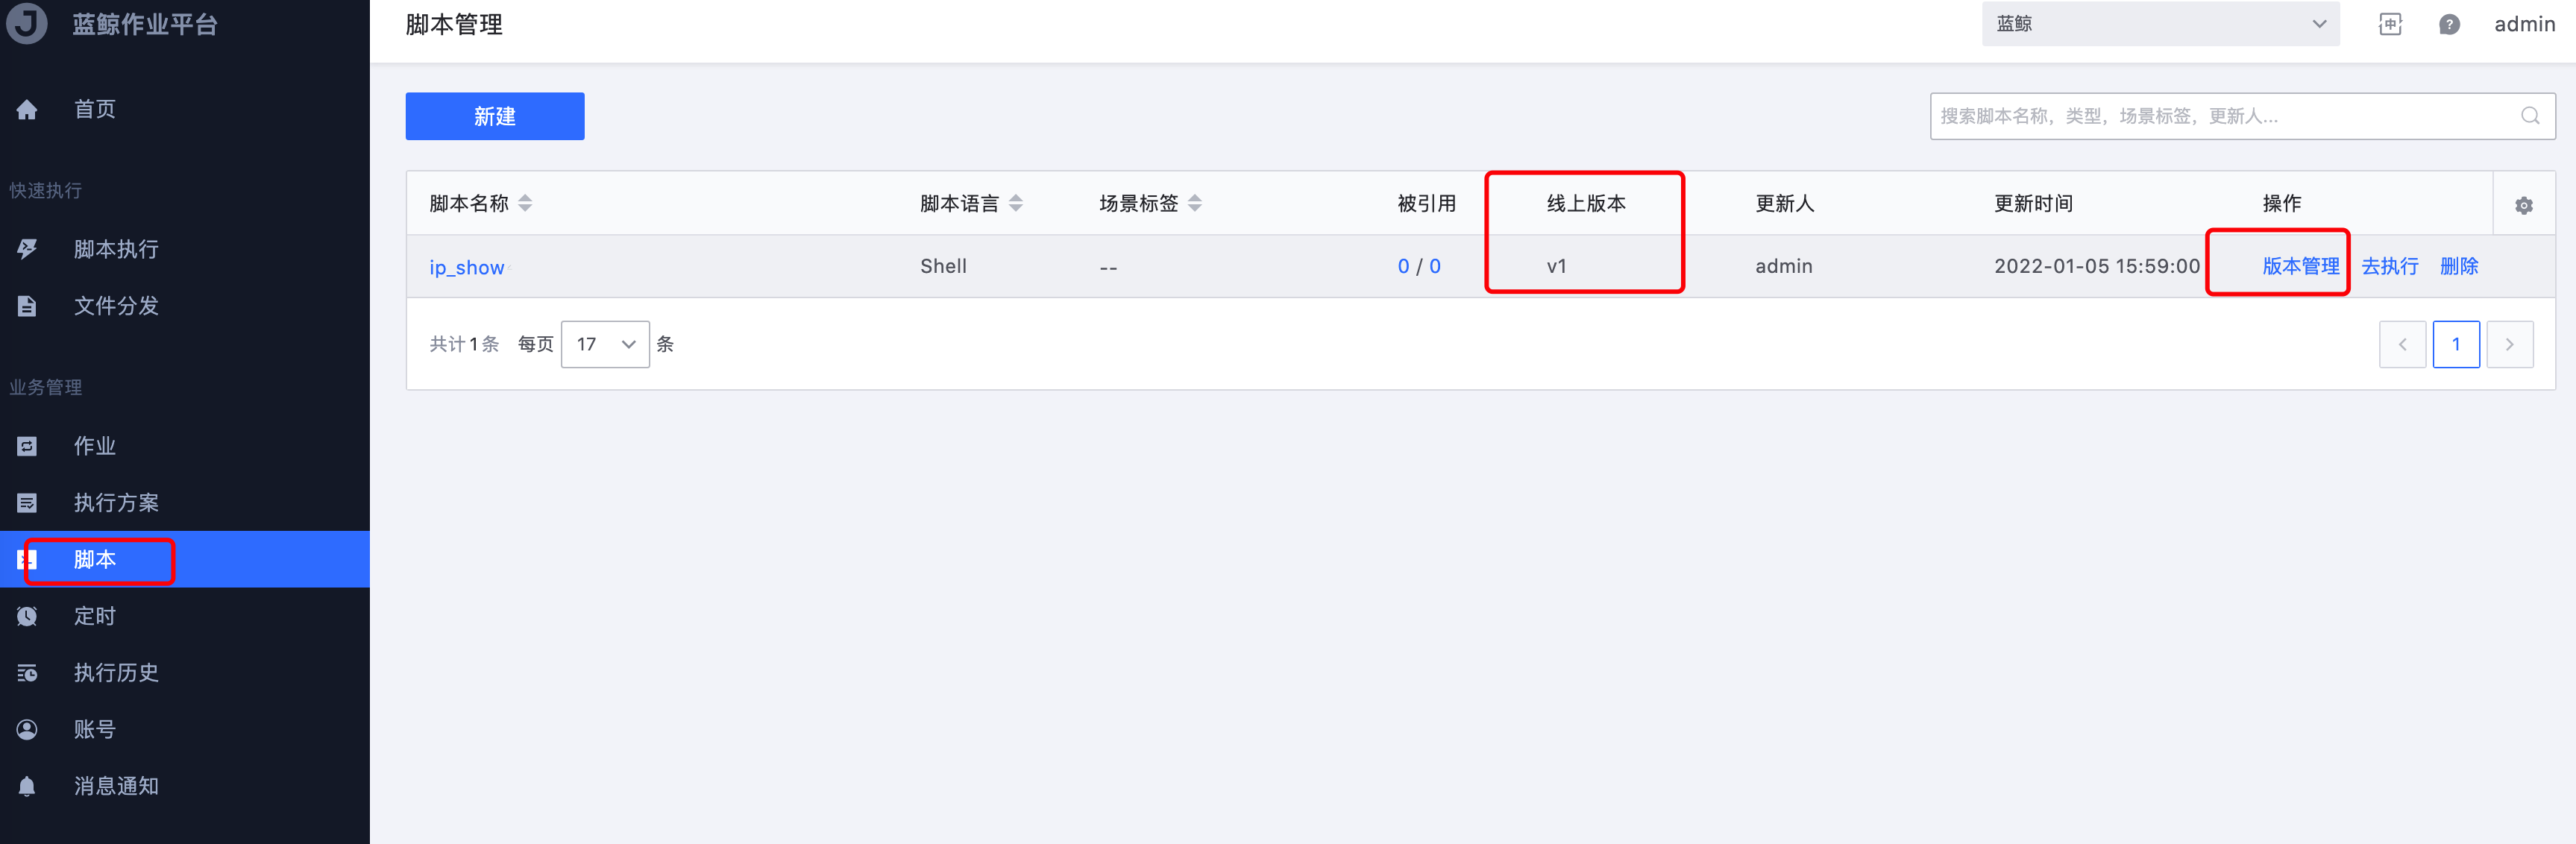 蓝鲸作业平台
首页
快速执行
脚本执行
文件分发
业务管理
作业
执行方案
脚本
定时
执行历史
账号
消息通知
脚本管理
蓝鲸
中
?
admin
新建
搜索脚本名称，类型，场景标签，更新人...
脚本名称 脚本语言 场景标签 被引用 线上版本 更新人 更新时间 操作
ip_show Shell -- 0 / 0 v1 admin 2022-01-05 15:59:00 版本管理 去执行 删除
共计1条 每页 17 条
1